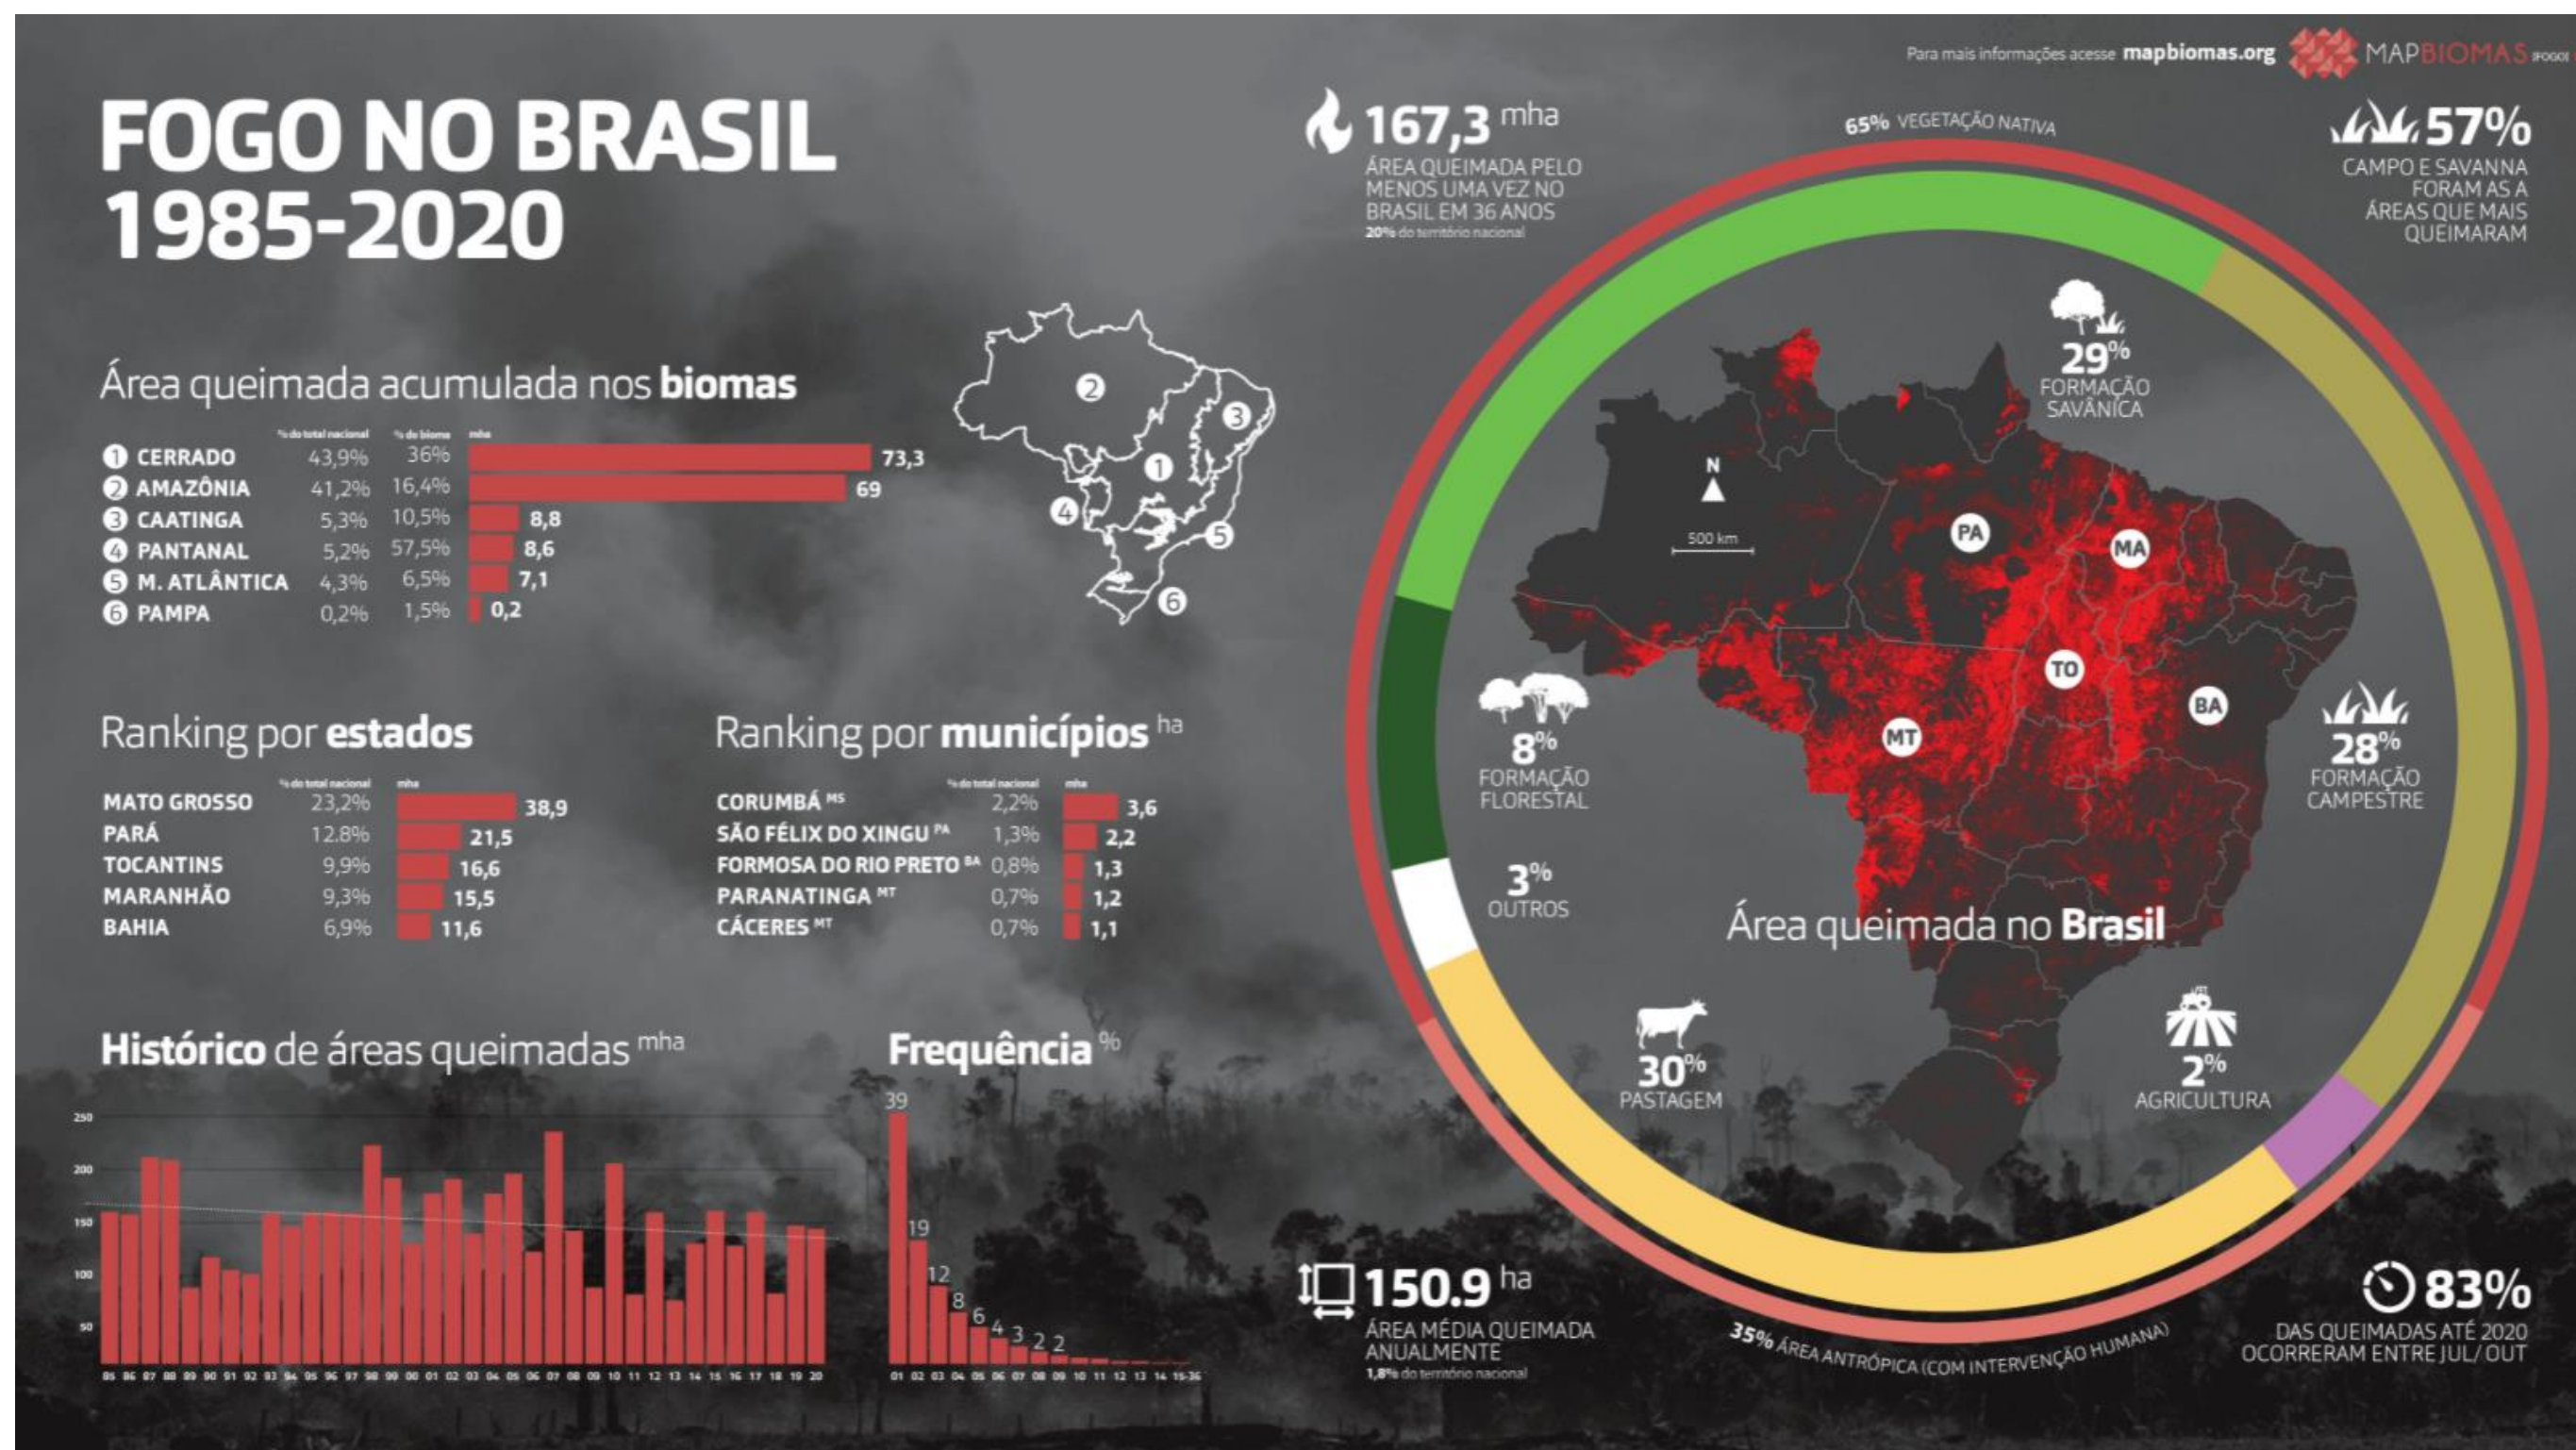 Para mais informações acesse mapbiomas.org
MAPBIOMAS [FOGO]
FOGO NO BRASIL
1985-2020
Área queimada acumulada nos biomas
% do total nacional % do bioma mha
1 CERRADO 43,9% 36% 73,3
2 AMAZÔNIA 41,2% 16,4% 69
3 CAATINGA 5,3% 10,5% 8,8
4 PANTANAL 5,2% 57,5% 8,6
5 M. ATLÂNTICA 4,3% 6,5% 7,1
6 PAMPA 0,2% 1,5% 0,2
2
3
1
4
5
6
Ranking por estados
% do total nacional mha
MATO GROSSO 23,2% 38,9
PARÁ 12.8% 21,5
TOCANTINS 9,9% 16,6
MARANHÃO 9,3% 15,5
BAHIA 6,9% 11,6
Ranking por municípios ha
% do total nacional mha
CORUMBÁ MS 2,2% 3,6
SÃO FÉLIX DO XINGU PA 1,3% 2,2
FORMOSA DO RIO PRETO BA 0,8% 1,3
PARANATINGA MT 0,7% 1,2
CÁCERES MT 0,7% 1,1
Histórico de áreas queimadas mha
250
200
150
100
50
85 86 87 88 89 90 91 92 93 94 95 96 97 98 99 00 01 02 03 04 05 06 07 08 09 10 11 12 13 14 15 16 17 18 19 20
Frequência %
39
19
12
8
6
4
3
2
2
01 02 03 04 05 06 07 08 09 10 11 12 13 14 15-36
167,3 mha
ÁREA QUEIMADA PELO
MENOS UMA VEZ NO
BRASIL EM 36 ANOS
20% do território nacional
65% VEGETAÇÃO NATIVA
57%
CAMPO E SAVANNA
FORAM AS A
ÁREAS QUE MAIS
QUEIMARAM
29%
FORMAÇÃO
SAVÂNICA
N
500 km
PA
MA
TO
BA
MT
8%
FORMAÇÃO
FLORESTAL
28%
FORMAÇÃO
CAMPESTRE
3%
OUTROS
Área queimada no Brasil
30%
PASTAGEM
2%
AGRICULTURA
150.9 ha
ÁREA MÉDIA QUEIMADA
ANUALMENTE
1,8% do território nacional
35% ÁREA ANTRÓPICA (COM INTERVENÇÃO HUMANA)
83%
DAS QUEIMADAS ATÉ 2020
OCORRERAM ENTRE JUL/ OUT